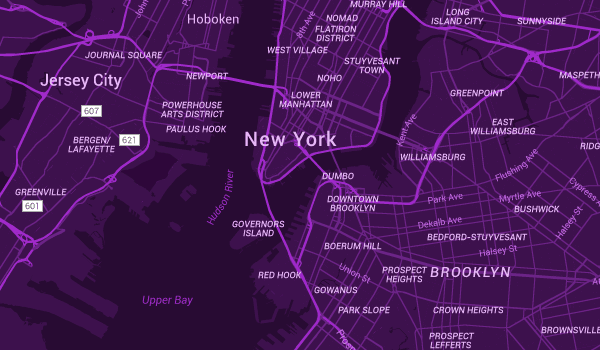 MURRAY HILL
John
8th Ave
Hoboken
NOMAD
LONG
ISLAND CITY
SUNNYSIDE
FLATIRON
DISTRICT
JOURNAL SQUARE
WEST VILLAGE
STUYVESANT
TOWN
Jersey City
NEWPORT
NOHO
MASPETH
LOWER
MANHATTAN
GREENPOINT
607
POWERHOUSE
ARTS DISTRICT
PAULUS HOOK
Kent Ave
EAST
WILLIAMSBURG
New York
BERGEN/
LAFAYETTE
621
RIDG
WILLIAMSBURG
Flushing Ave
DUMBO
GREENVILLE
601
Hudson River
DOWNTOWN
BROOKLYN
Park Ave
Myrtle Ave
Cypress A
BUSHWICK
Halsey St
GOVERNORS
ISLAND
Dekalb Ave
BEDFORD-STUYVESANT
BOERUM HILL
Halsey St
RED HOOK
Union St
PROSPECT
HEIGHTS
BROOKLYN
GOWANUS
Upper Bay
PARK SLOPE
CROWN HEIGHTS
BROWNSVILLE
Prosp
PROSPECT
LEFFERTS